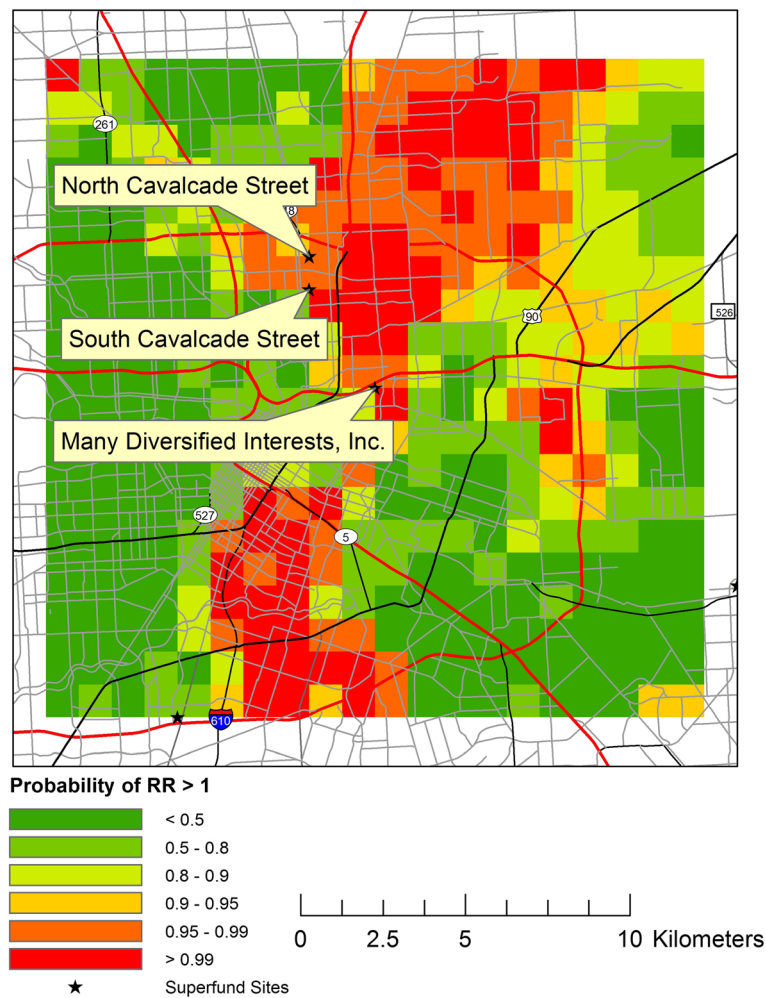 261
North Cavalcade Street
8
526
90
South Cavalcade Street
Many Diversified Interests, Inc.
527
5
610
Probability of RR > 1
< 0.5
0.5 - 0.8
0.8 - 0.9
0.9 - 0.95
0.95 - 0.99
> 0.99
Superfund Sites
0 2.5 5 10 Kilometers